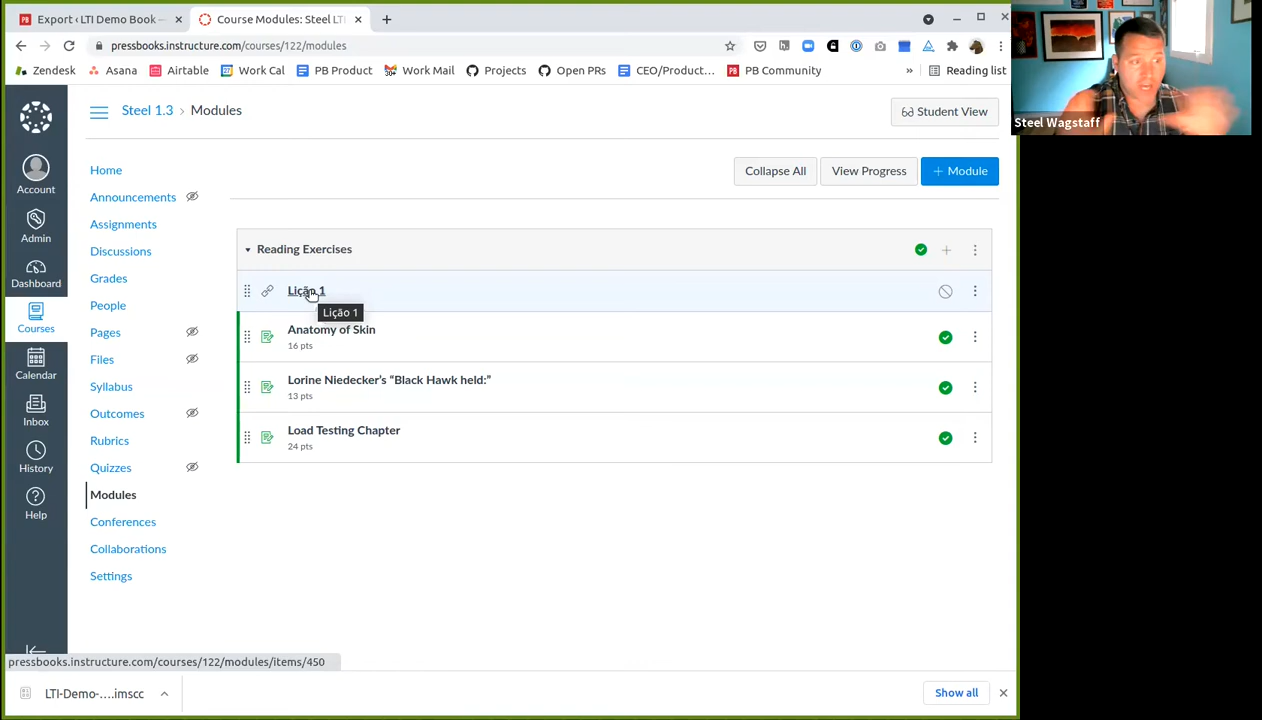 Export ‹ LTI Demo Book —
Course Modules: Steel LTI
pressbooks.instructure.com/courses/122/modules
Zendesk
Asana
Airtable
Work Cal
PB Product
Work Mail
Projects
Open PRs
CEO/Product...
PB Community
»
Reading list
Steel Wagstaff
Steel 1.3 › Modules
Student View
Account
Admin
Dashboard
Courses
Calendar
Inbox
History
Help
Home
Announcements
Assignments
Discussions
Grades
People
Pages
Files
Syllabus
Outcomes
Rubrics
Quizzes
Modules
Conferences
Collaborations
Settings
Collapse All
View Progress
+ Module
Reading Exercises
Lição 1
Lição 1
Anatomy of Skin
16 pts
Lorine Niedecker’s “Black Hawk held:”
13 pts
Load Testing Chapter
24 pts
pressbooks.instructure.com/courses/122/modules/items/450
LTI-Demo-....imscc
Show all